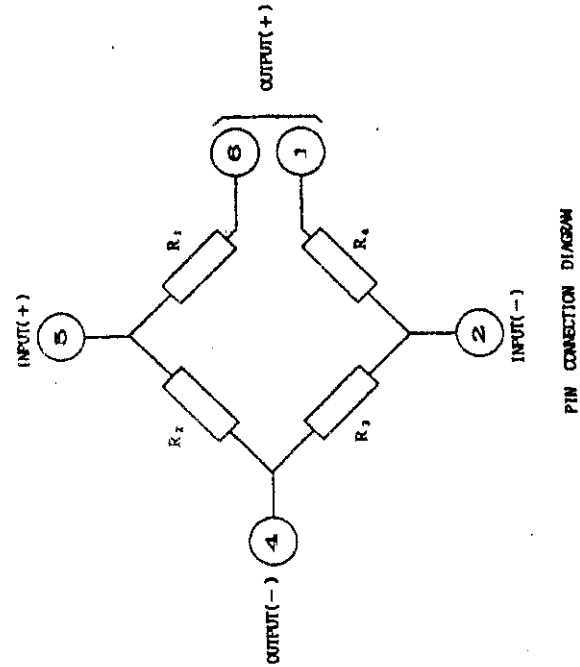 INPUT(+)
5
R₂
R₁
OUTPUT(-)
4
6
OUTPUT(+)
1
R₃
R₄
2
INPUT(-)
PIN CONNECTION DIAGRAM